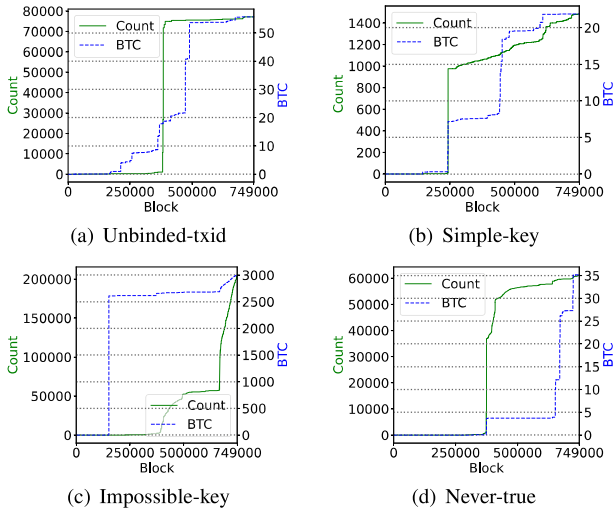 80000
70000
60000
50000
40000
30000
20000
10000
0
Count
Count
BTC
50
40
30
20
10
0
BTC
0 250000 500000 749000
Block
(a) Unbinded-txid
1400
1200
1000
800
600
400
200
0
Count
Count
BTC
20
15
10
5
0
BTC
0 250000 500000 749000
Block
(b) Simple-key
200000
150000
100000
50000
0
Count
Count
BTC
3000
2500
2000
1500
1000
500
0
BTC
0 250000 500000 749000
Block
(c) Impossible-key
60000
50000
40000
30000
20000
10000
0
Count
Count
BTC
35
30
25
20
15
10
5
0
BTC
0 250000 500000 749000
Block
(d) Never-true